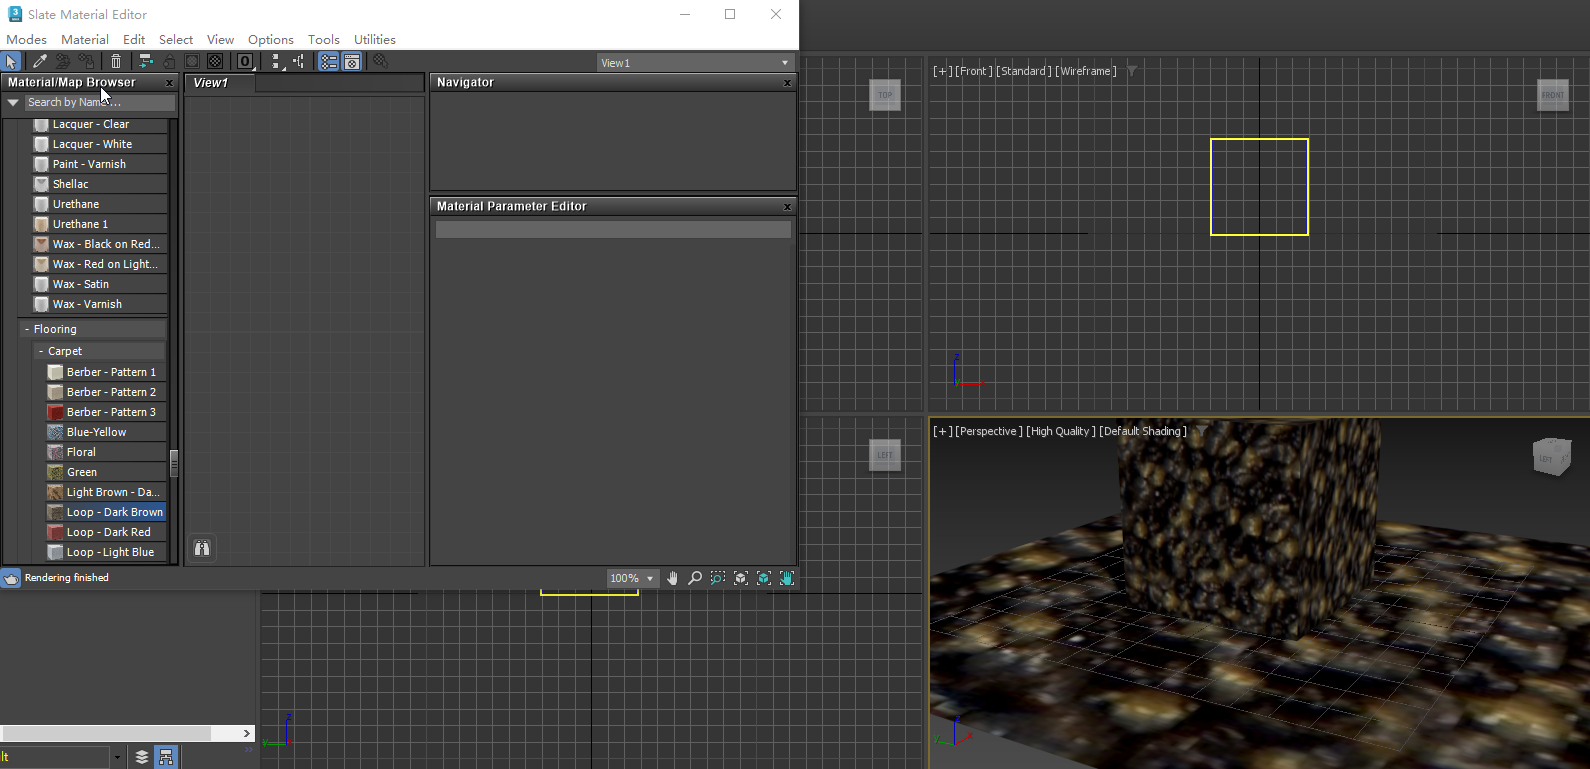 Slate Material Editor
Modes Material Edit Select View Options Tools Utilities
0
View1
Material/Map Browser x
View1
Navigator x
Search by Name ...
Lacquer - Clear
Lacquer - White
Paint - Varnish
Shellac
Urethane
Urethane 1
Wax - Black on Red...
Wax - Red on Light...
Wax - Satin
Wax - Varnish
- Flooring
- Carpet
Berber - Pattern 1
Berber - Pattern 2
Berber - Pattern 3
Blue-Yellow
Floral
Green
Light Brown - Da...
Loop - Dark Brown
Loop - Dark Red
Loop - Light Blue
Material Parameter Editor x
Rendering finished
100%
TOP
[+] [Front ] [Standard ] [Wireframe ]
FRONT
z
LEFT
[+] [Perspective ] [High Quality ] [Default Shading ]
LEFT
z
y
x
z
y
lt